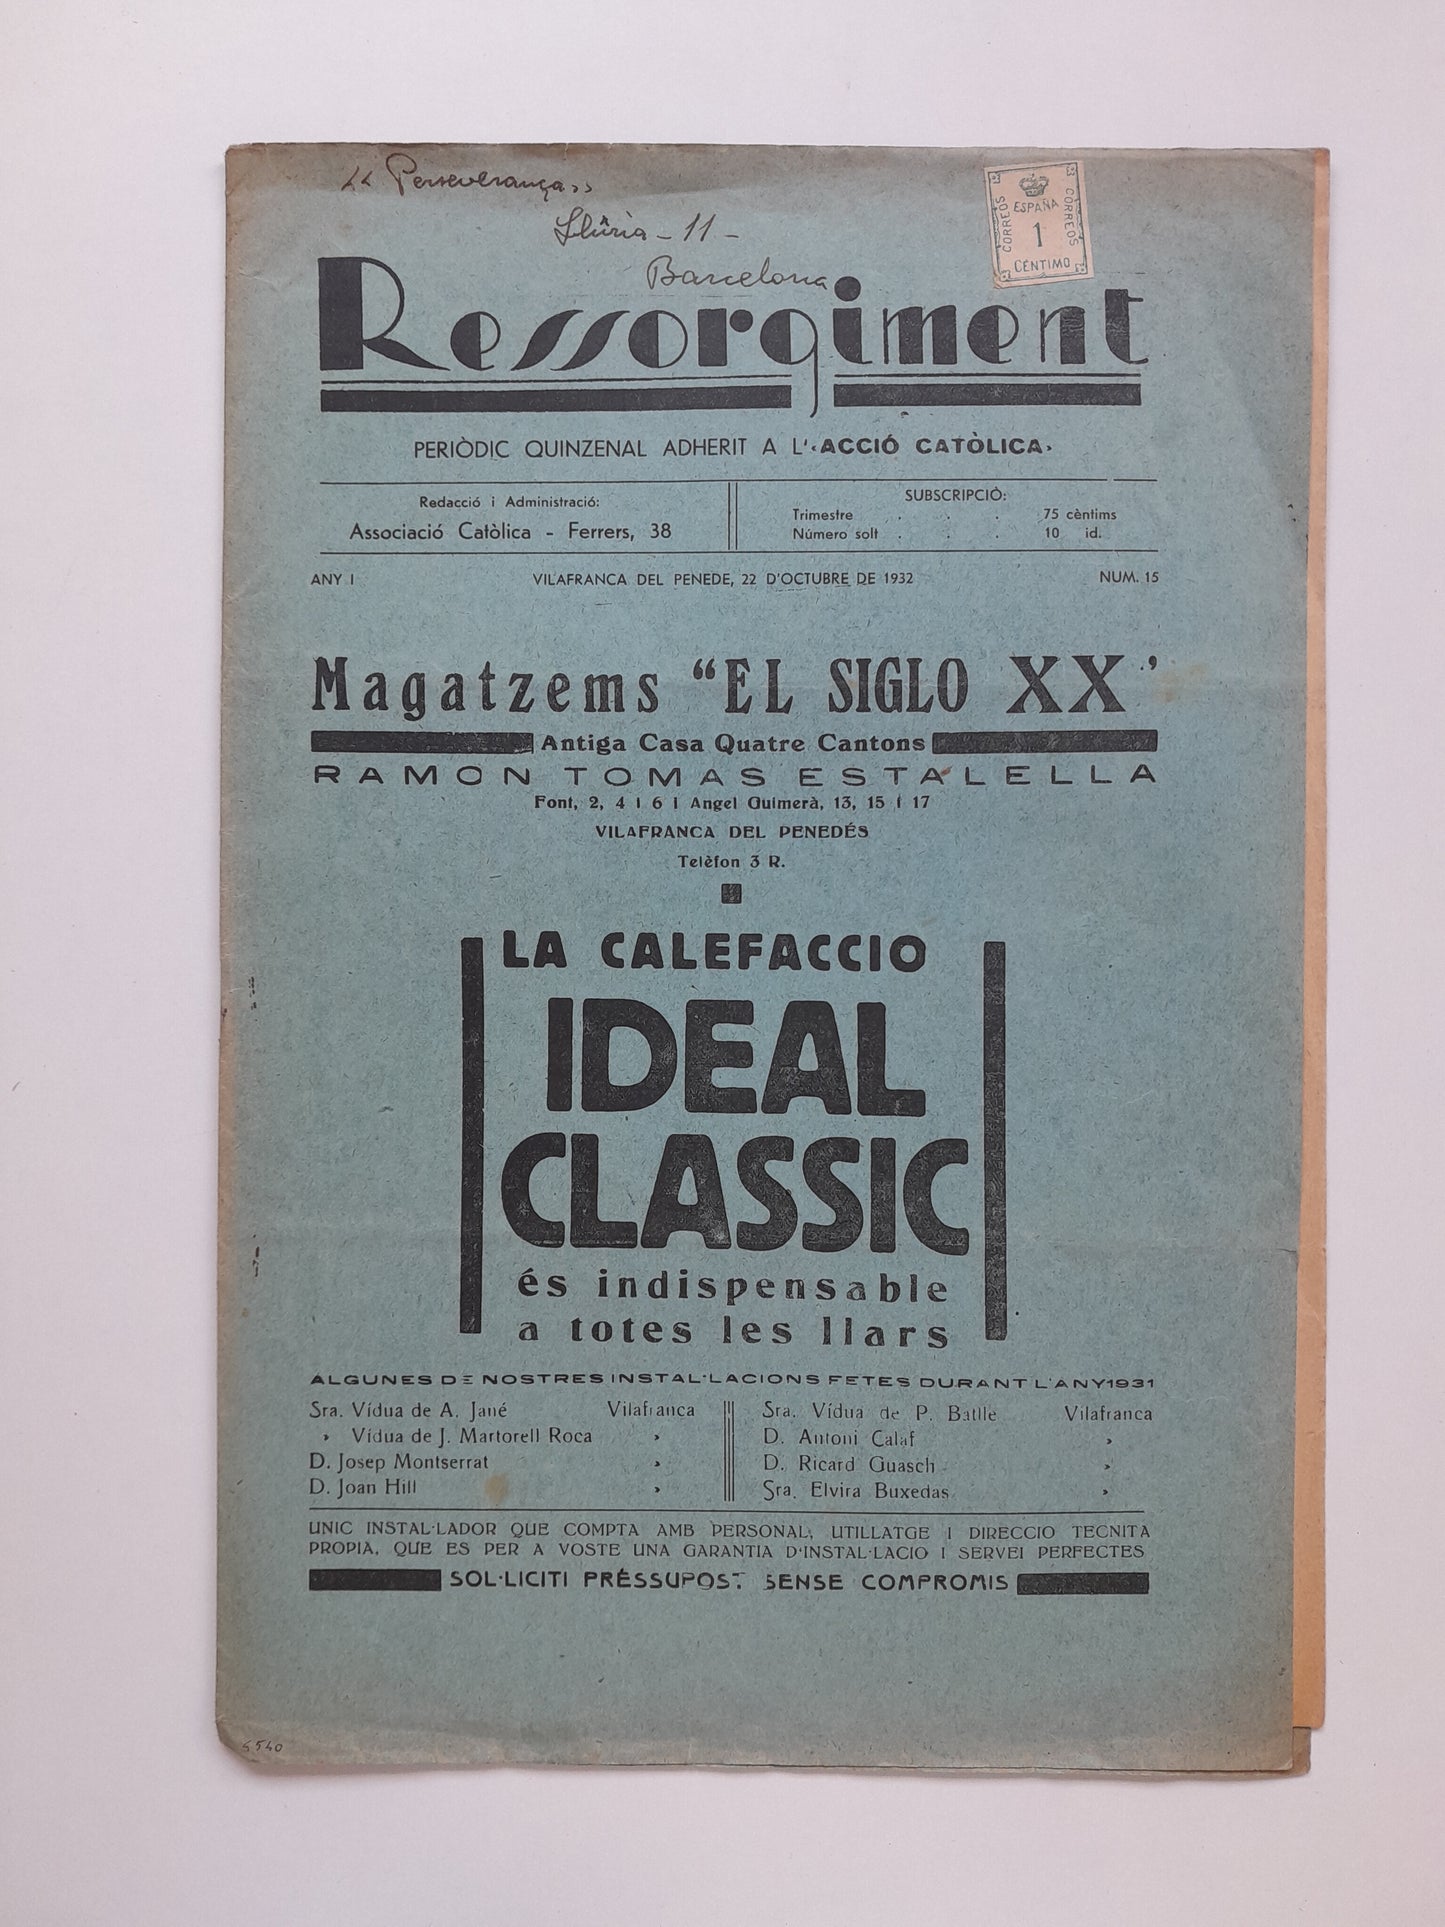 "Perseverança"
Llúria - 11 -
Barcelona
CORREOS
ESPAÑA
1
CÉNTIMO
CORREOS
Ressorgiment
PERIÒDIC QUINZENAL ADHERIT A L'‹ACCIÓ CATÒLICA›
Redacció i Administració:
Associació Catòlica - Ferrers, 38
SUBSCRIPCIÒ:
Trimestre . . . 75 cèntims
Número solt . . . 10 id.
ANY I VILAFRANCA DEL PENEDE, 22 D'OCTUBRE DE 1932 NUM. 15
Magatzems “EL SIGLO XX’
Antiga Casa Quatre Cantons
RAMON TOMAS ESTALELLA
Font, 2, 4 i 6 i Angel Guimerà, 13, 15 i 17
VILAFRANCA DEL PENEDÉS
Telèfon 3 R.
LA CALEFACCIO
IDEAL
CLASSIC
és indispensable
a totes les llars
ALGUNES DE NOSTRES INSTAL·LACIONS FETES DURANT L'ANY 1931
Sra. Vídua de A. Jané Vilafranca
» Vídua de J. Martorell Roca »
D. Josep Montserrat »
D. Joan Hill »
Sra. Vídua de P. Batlle Vilafranca
D. Antoni Calaf »
D. Ricard Guasch »
Sra. Elvira Buxedas »
UNIC INSTAL·LADOR QUE COMPTA AMB PERSONAL, UTILLATGE I DIRECCIO TECNITA
PROPIA, QUE ES PER A VOSTE UNA GARANTIA D'INSTAL·LACIO I SERVEI PERFECTES
SOL·LICITI PRÉSSUPOST SENSE COMPROMIS
4540